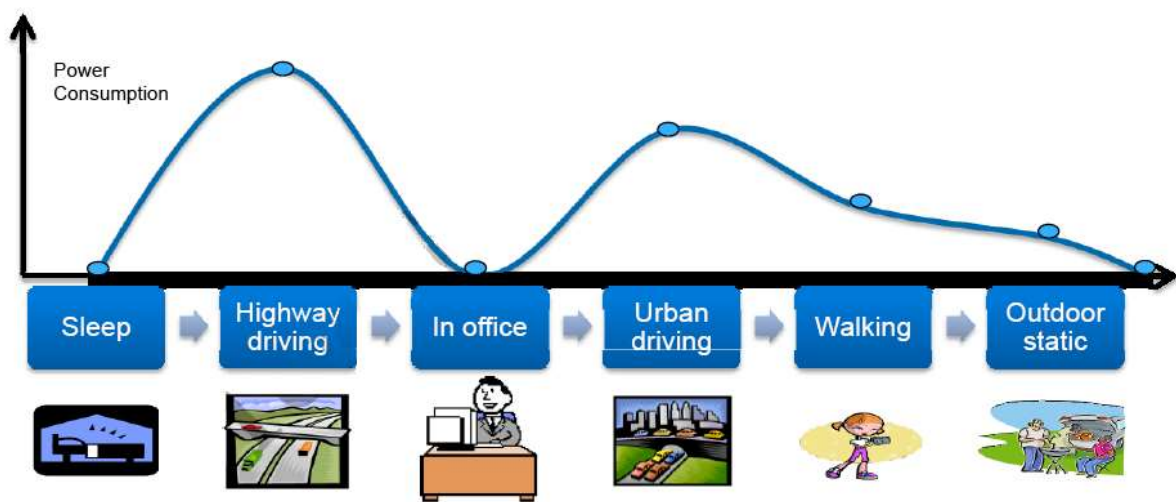 Power
Consumption
Sleep
Highway
driving
In office
Urban
driving
Walking
Outdoor
static